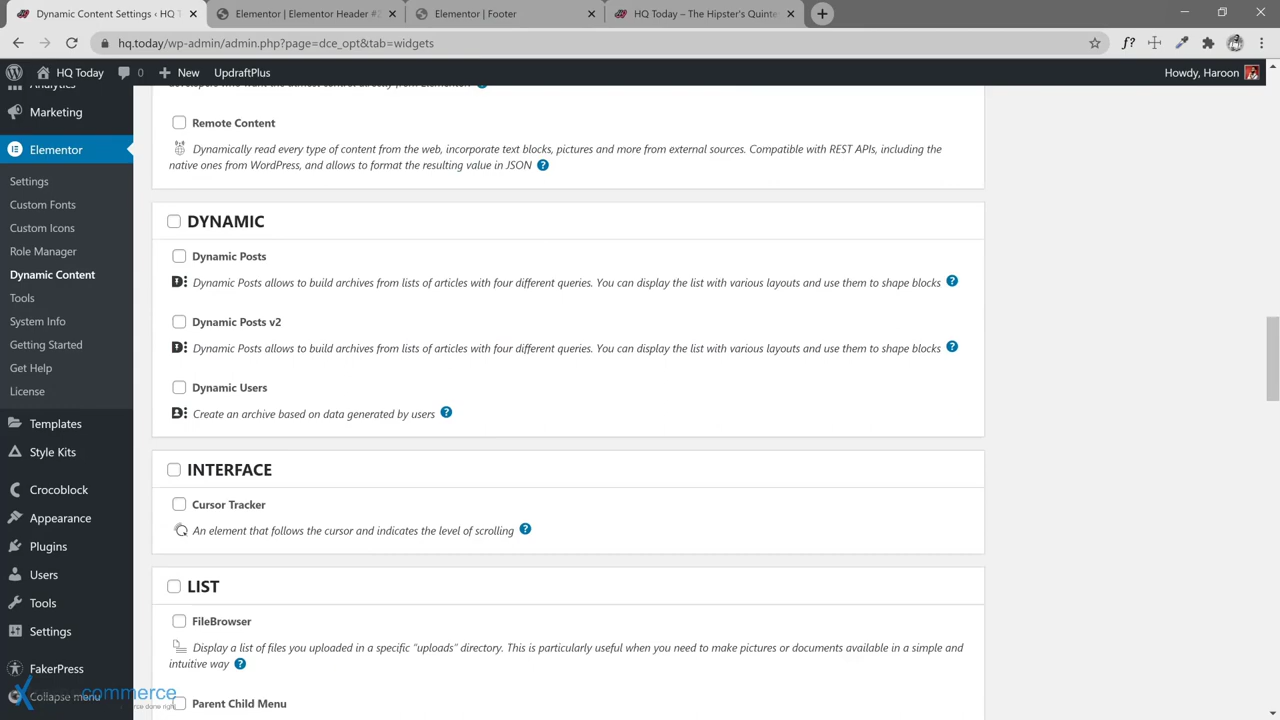 Dynamic Content Settings ‹ HQ T
Elementor | Elementor Header #2
Elementor | Footer
HQ Today – The Hipster's Quinte
hq.today/wp-admin/admin.php?page=dce_opt&tab=widgets
HQ Today
0
New
UpdraftPlus
Howdy, Haroon
Analytics
Marketing
Elementor
Settings
Custom Fonts
Custom Icons
Role Manager
Dynamic Content
Tools
System Info
Getting Started
Get Help
License
Templates
Style Kits
Crocoblock
Appearance
Plugins
Users
Tools
Settings
FakerPress
Collapse menu
commerce
developers who want the utmost control directly from Elementor
Remote Content
Dynamically read every type of content from the web, incorporate text blocks, pictures and more from external sources. Compatible with REST APIs, including the
native ones from WordPress, and allows to format the resulting value in JSON
DYNAMIC
Dynamic Posts
Dynamic Posts allows to build archives from lists of articles with four different queries. You can display the list with various layouts and use them to shape blocks
Dynamic Posts v2
Dynamic Posts allows to build archives from lists of articles with four different queries. You can display the list with various layouts and use them to shape blocks
Dynamic Users
Create an archive based on data generated by users
INTERFACE
Cursor Tracker
An element that follows the cursor and indicates the level of scrolling
LIST
FileBrowser
Display a list of files you uploaded in a specific "uploads" directory. This is particularly useful when you need to make pictures or documents available in a simple and
intuitive way
Parent Child Menu